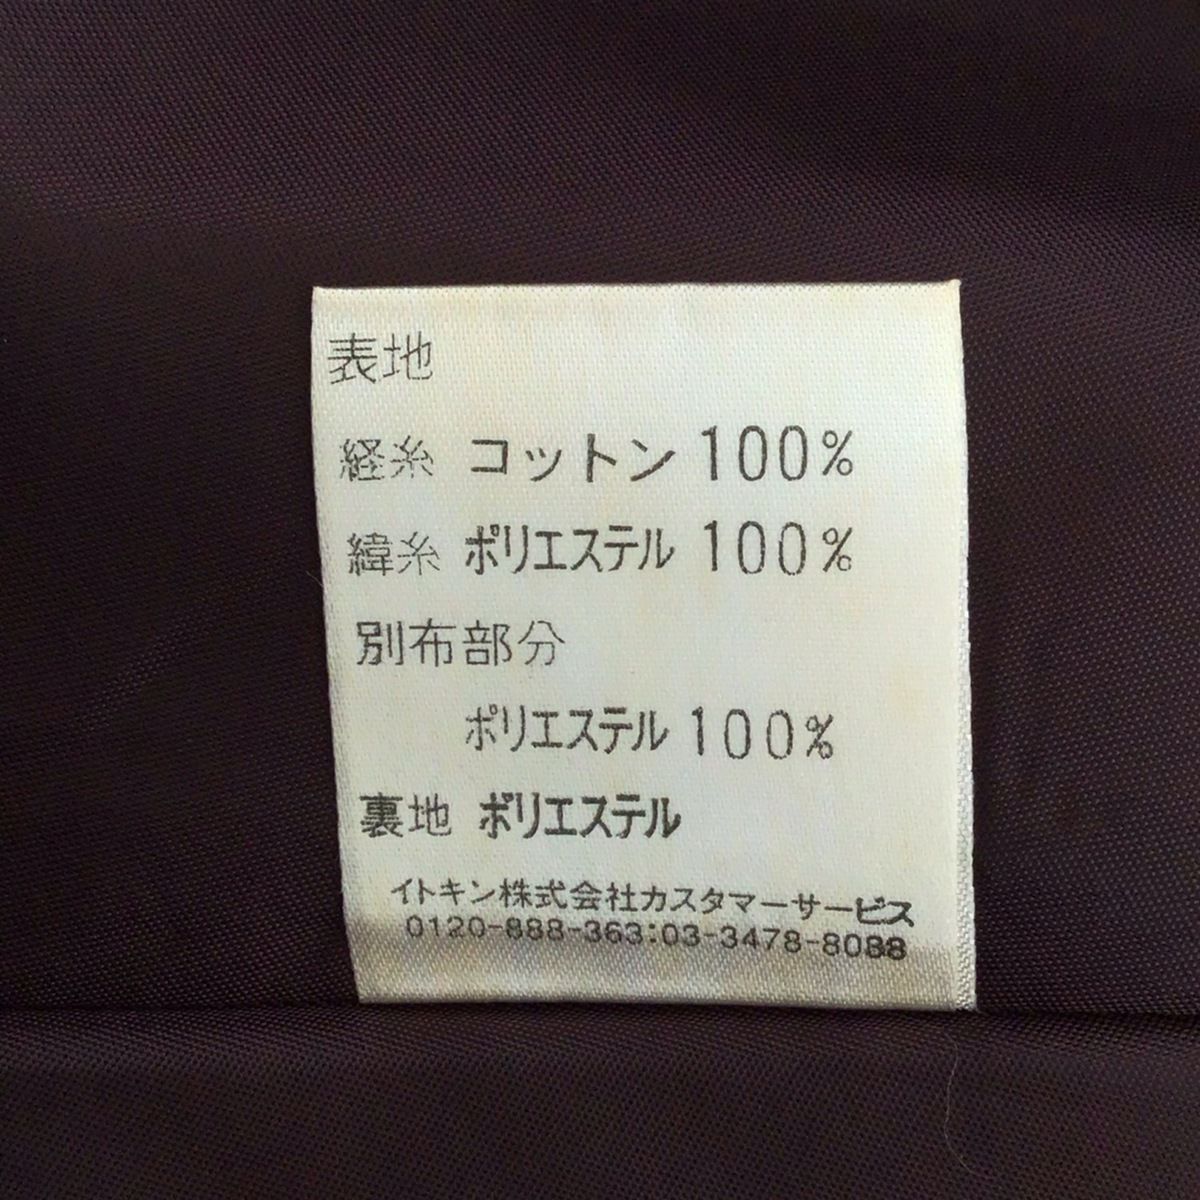 表地
経糸 コットン 100%
緯糸 ポリエステル 100%
別布部分
ポリエステル 100%
裏地 ポリエステル
イトキン株式会社カスタマーサービス
0120-888-363:03-3478-8088